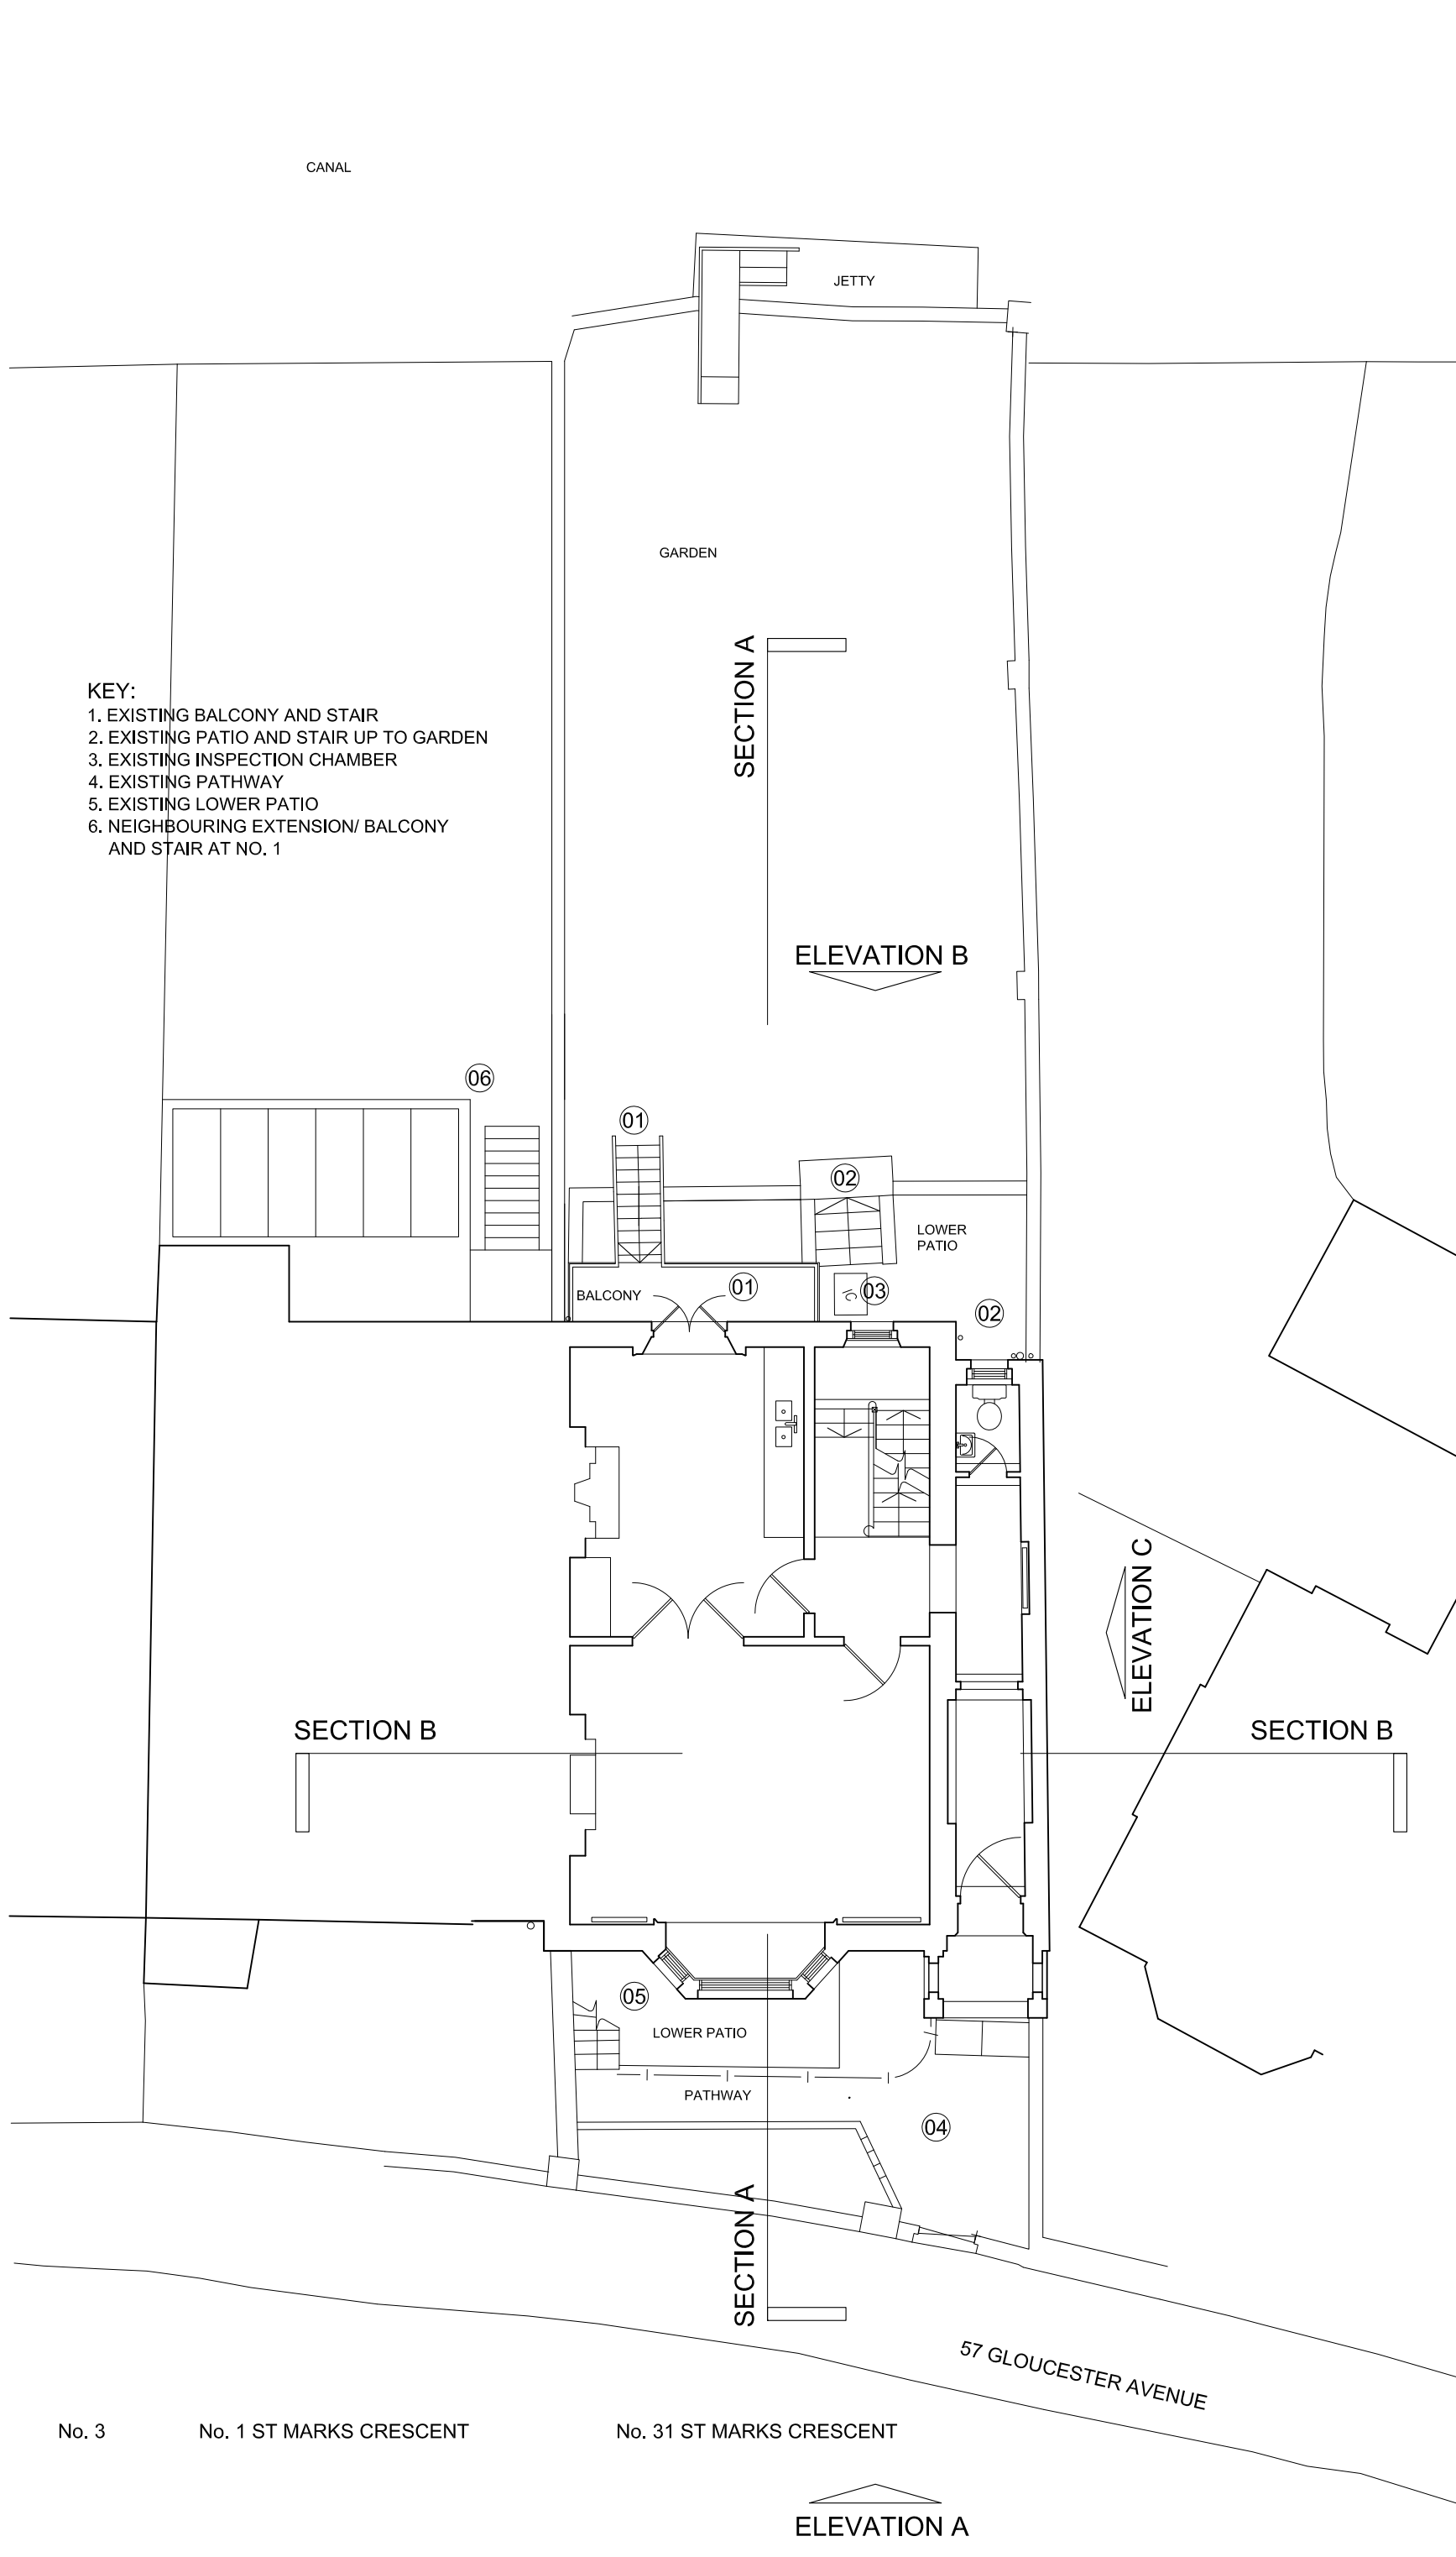 CANAL
JETTY
GARDEN
SECTION A
KEY:
1. EXISTING BALCONY AND STAIR
2. EXISTING PATIO AND STAIR UP TO GARDEN
3. EXISTING INSPECTION CHAMBER
4. EXISTING PATHWAY
5. EXISTING LOWER PATIO
6. NEIGHBOURING EXTENSION/ BALCONY
AND STAIR AT NO. 1
ELEVATION B
06
01
02
LOWER
PATIO
01
03
IC
BALCONY
02
ELEVATION C
SECTION B
SECTION B
05
LOWER PATIO
PATHWAY
04
SECTION A
57 GLOUCESTER AVENUE
No. 3
No. 1 ST MARKS CRESCENT
No. 31 ST MARKS CRESCENT
ELEVATION A